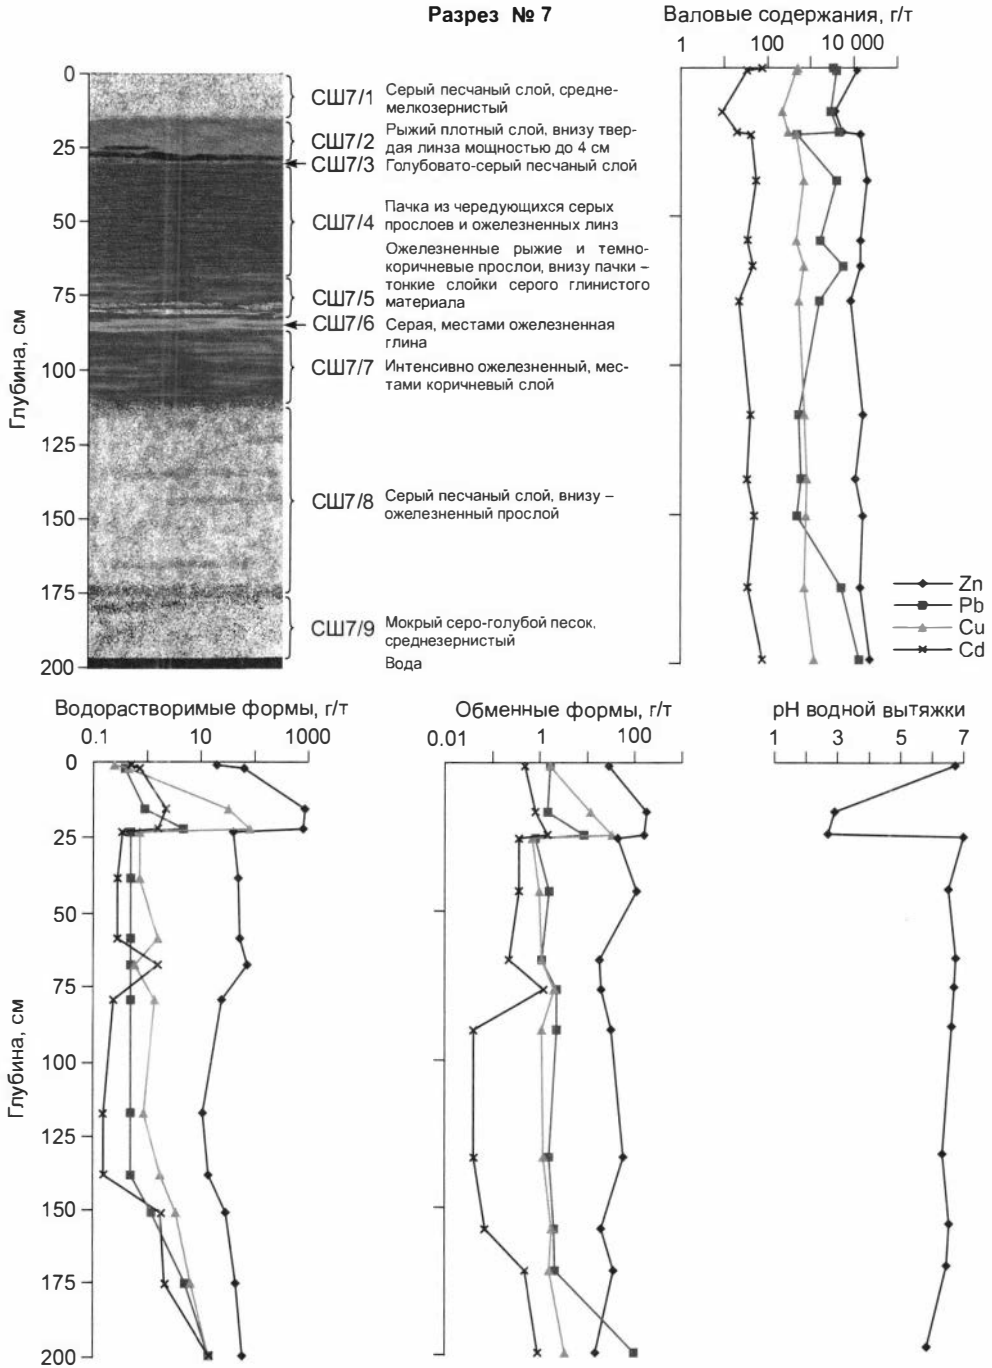 Разрез № 7
Валовые содержания, г/т
1 100 10 000
Глубина, см
0
25
50
75
100
125
150
175
200
СШ7/1 Серый песчаный слой, средне-
мелкозернистый
СШ7/2 Рыжий плотный слой, внизу твер-
дая линза мощностью до 4 см
СШ7/3 Голубовато-серый песчаный слой
СШ7/4 Пачка из чередующихся серых
прослоев и ожелезненных линз
СШ7/5 Ожелезненные рыжие и темно-
коричневые прослои, внизу пачки –
тонкие слойки серого глинистого
материала
СШ7/6 Серая, местами ожелезненная
глина
СШ7/7 Интенсивно ожелезненный, мес-
тами коричневый слой
СШ7/8 Серый песчаный слой, внизу –
ожелезненный прослой
СШ7/9 Мокрый серо-голубой песок,
среднезернистый
Вода
Zn
Pb
Cu
Cd
Водорастворимые формы, г/т
0.1 1 10 1000
Обменные формы, г/т
0.01 1 100
рН водной вытяжки
1 3 5 7
Глубина, см
0
25
50
75
100
125
150
175
200